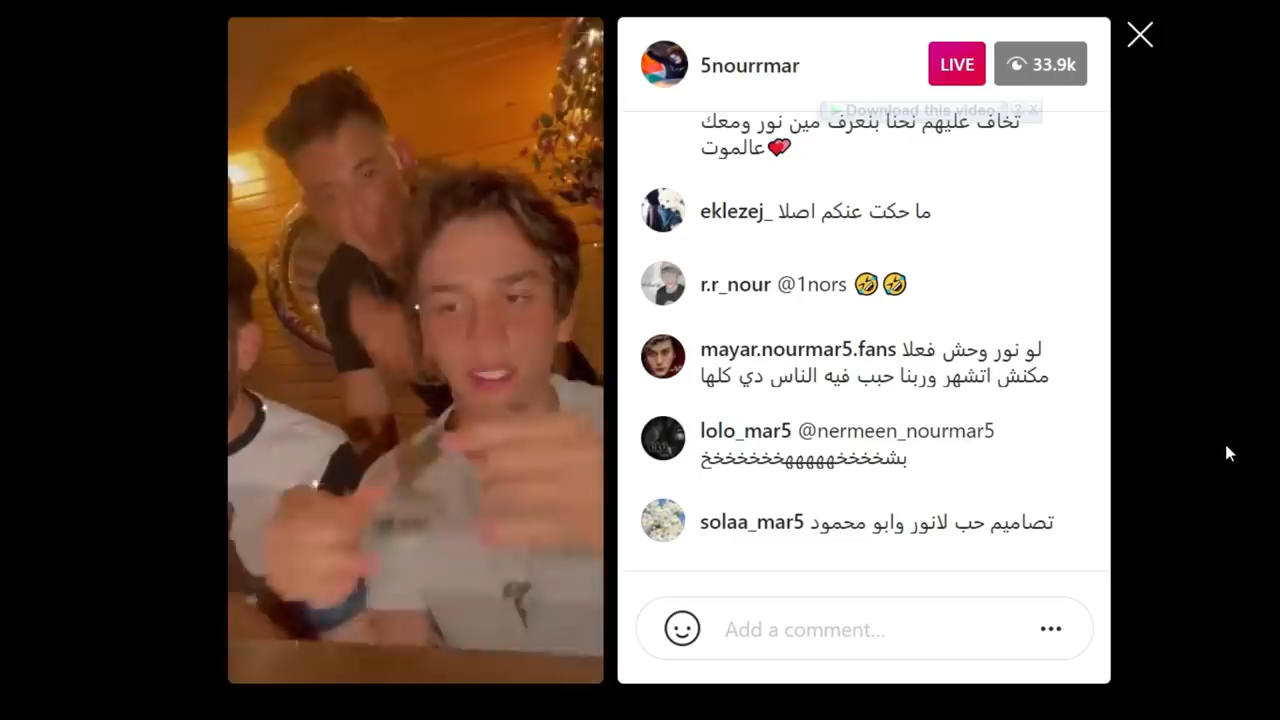 5nourrmar
LIVE
33.9k
Download this video
? X
تخاف عليهم نحنا بنعرف مين نور ومعك
عالموت💕
eklezej_ ما حكت عنكم اصلا
r.r_nour @1nors 🤣🤣
mayar.nourmar5.fans لو نور وحش فعلا
مكنش اتشهر وربنا حبب فيه الناس دي كلها
lolo_mar5 @nermeen_nourmar5
بشخخخخهههههههخخخخخخخ
solaa_mar5 تصاميم حب لانور وابو محمود
Add a comment...